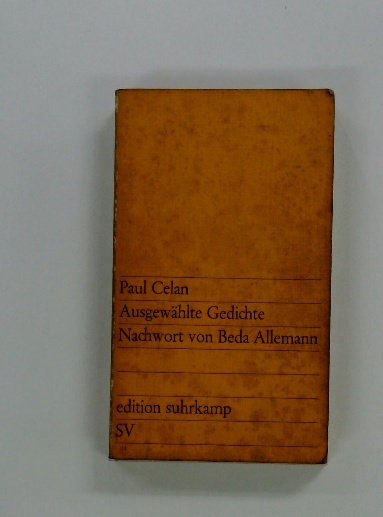 Paul Celan
Ausgewählte Gedichte
Nachwort von Beda Allemann
edition suhrkamp
SV